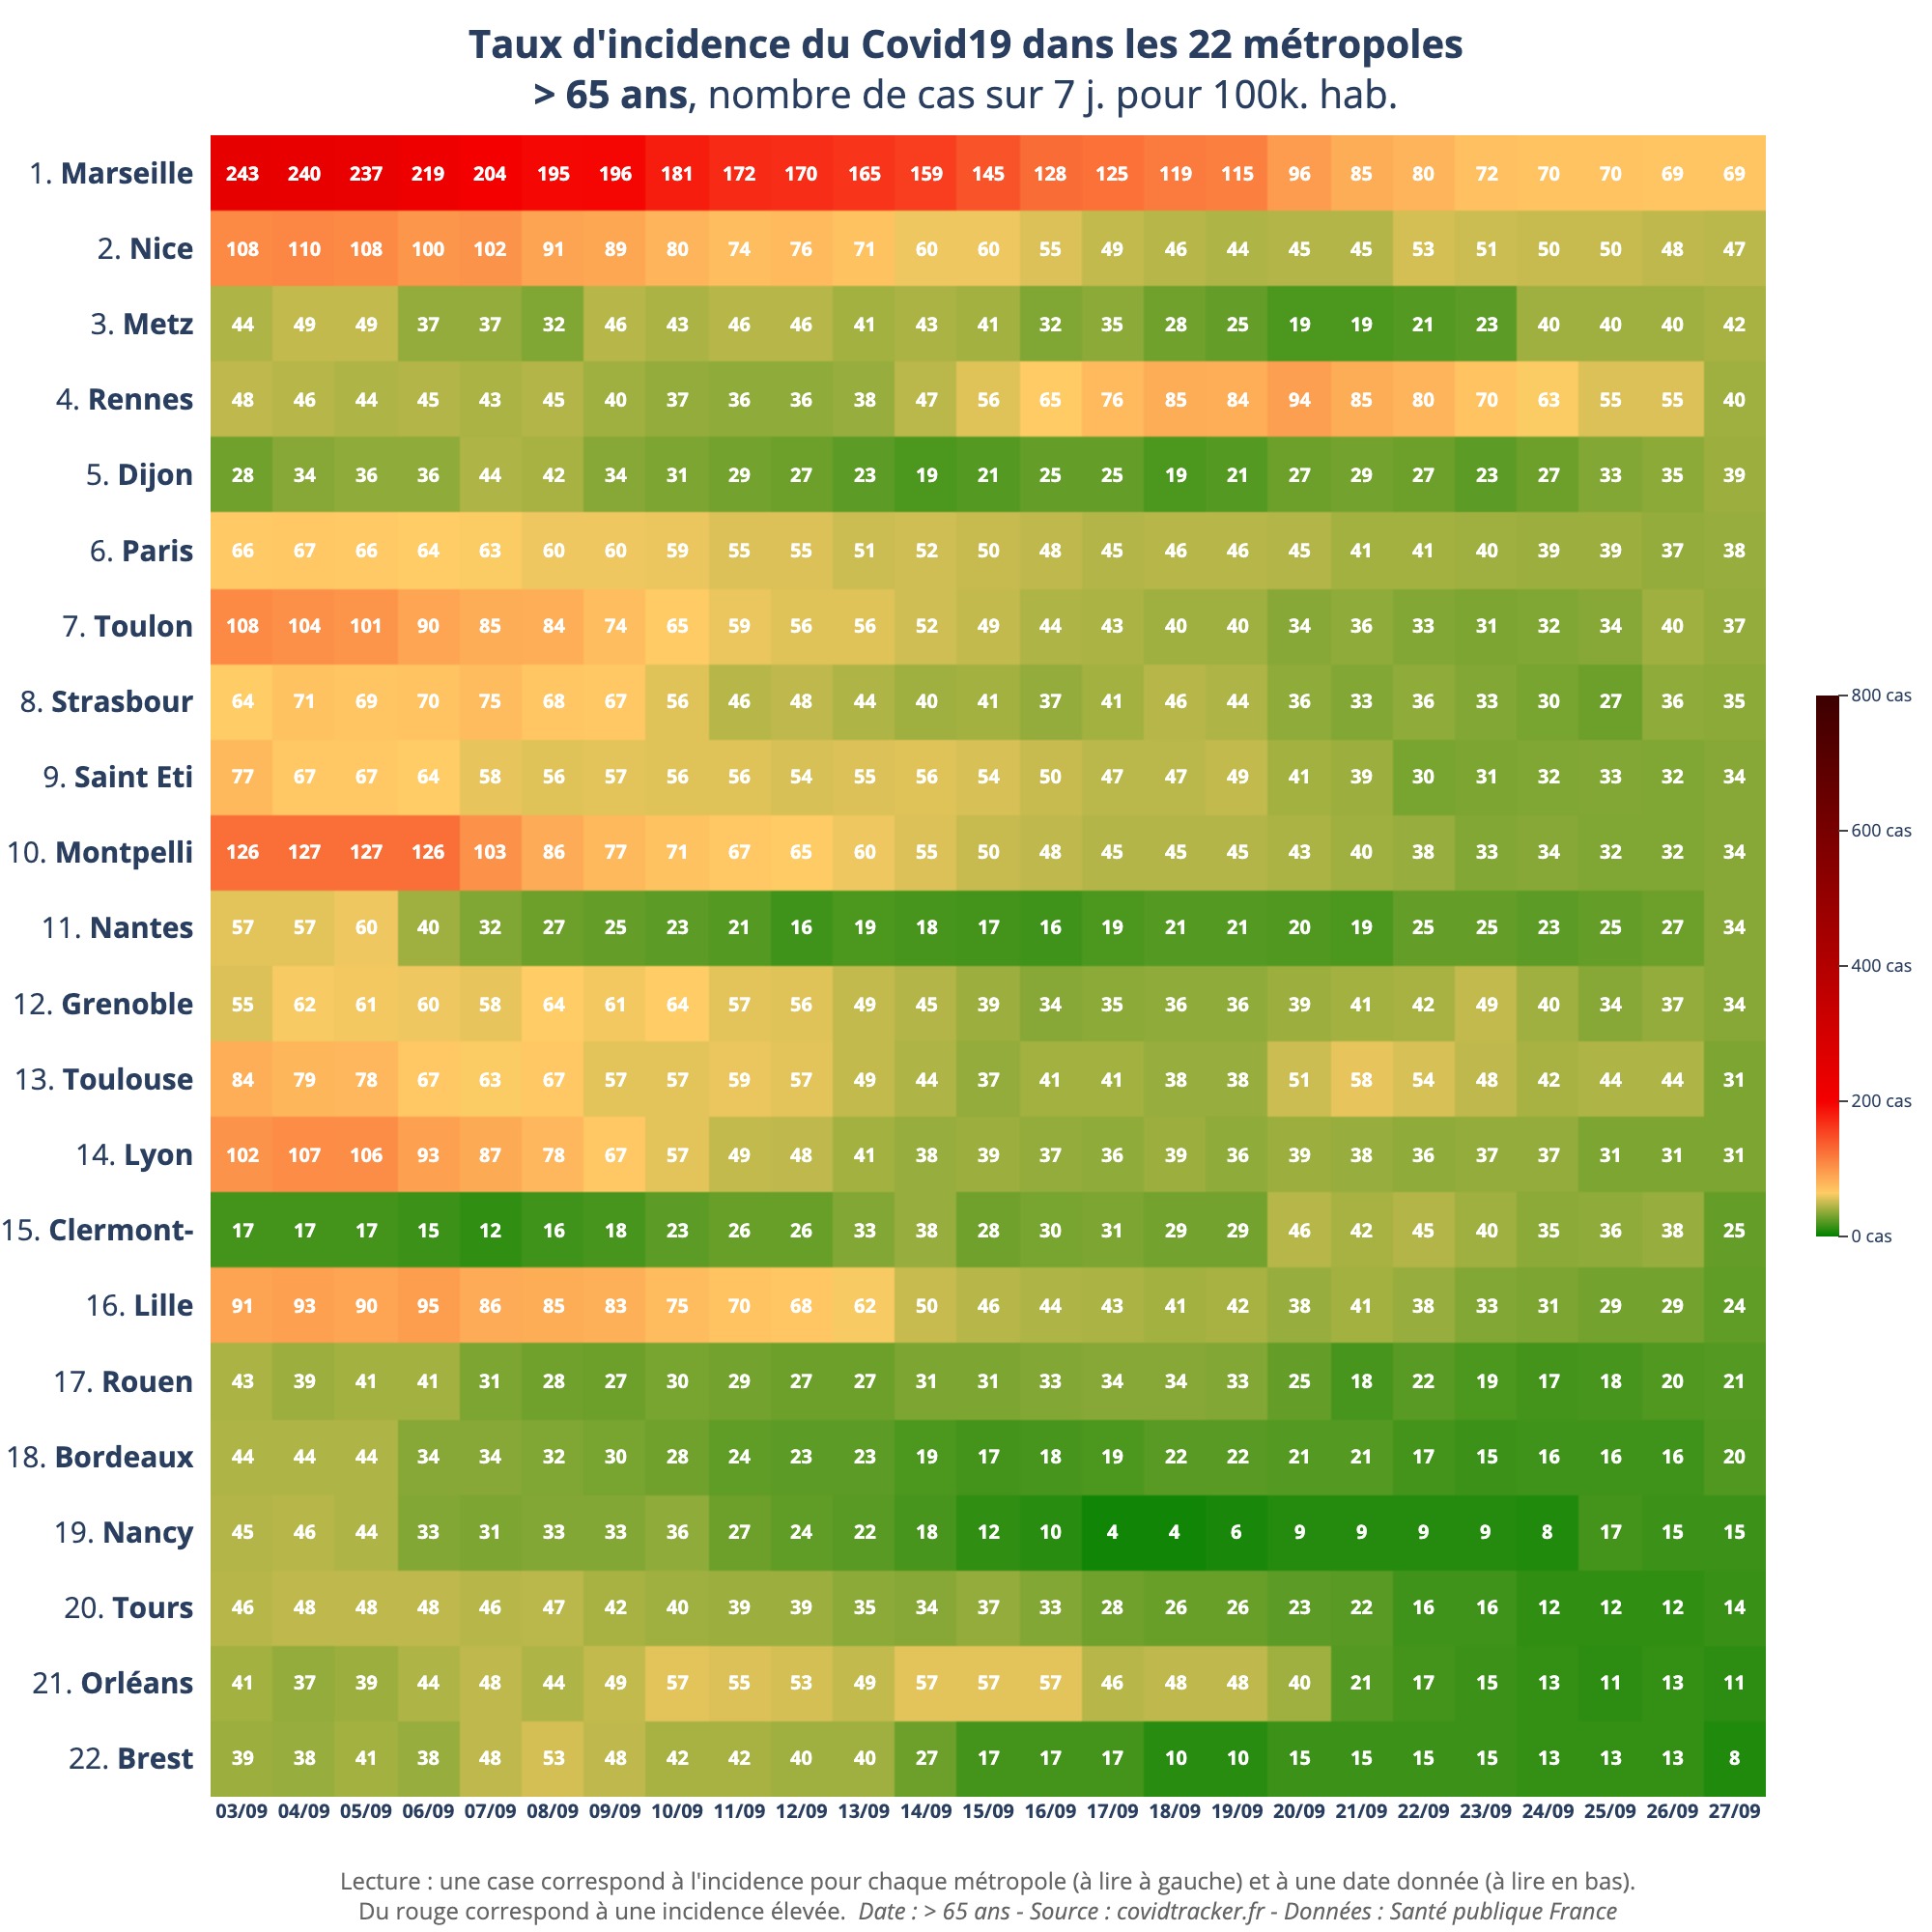 Taux d'incidence du Covid19 dans les 22 métropoles
> 65 ans, nombre de cas sur 7 j. pour 100k. hab.
1. Marseille 243 240 237 219 204 195 196 181 172 170 165 159 145 128 125 119 115 96 85 80 72 70 70 69 69
2. Nice 108 110 108 100 102 91 89 80 74 76 71 60 60 55 49 46 44 45 45 53 51 50 50 48 47
3. Metz 44 49 49 37 37 32 46 43 46 46 41 43 41 32 35 28 25 19 19 21 23 40 40 40 42
4. Rennes 48 46 44 45 43 45 40 37 36 36 38 47 56 65 76 85 84 94 85 80 70 63 55 55 40
5. Dijon 28 34 36 36 44 42 34 31 29 27 23 19 21 25 25 19 21 27 29 27 23 27 33 35 39
6. Paris 66 67 66 64 63 60 60 59 55 55 51 52 50 48 45 46 46 45 41 41 40 39 39 37 38
7. Toulon 108 104 101 90 85 84 74 65 59 56 56 52 49 44 43 40 40 34 36 33 31 32 34 40 37
8. Strasbour 64 71 69 70 75 68 67 56 46 48 44 40 41 37 41 46 44 36 33 36 33 30 27 36 35
9. Saint Eti 77 67 67 64 58 56 57 56 56 54 55 56 54 50 47 47 49 41 39 30 31 32 33 32 34
10. Montpelli 126 127 127 126 103 86 77 71 67 65 60 55 50 48 45 45 45 43 40 38 33 34 32 32 34
11. Nantes 57 57 60 40 32 27 25 23 21 16 19 18 17 16 19 21 21 20 19 25 25 23 25 27 34
12. Grenoble 55 62 61 60 58 64 61 64 57 56 49 45 39 34 35 36 36 39 41 42 49 40 34 37 34
13. Toulouse 84 79 78 67 63 67 57 57 59 57 49 44 37 41 41 38 38 51 58 54 48 42 44 44 31
14. Lyon 102 107 106 93 87 78 67 57 49 48 41 38 39 37 36 39 36 39 38 36 37 37 31 31 31
15. Clermont- 17 17 17 15 12 16 18 23 26 26 33 38 28 30 31 29 29 46 42 45 40 35 36 38 25
16. Lille 91 93 90 95 86 85 83 75 70 68 62 50 46 44 43 41 42 38 41 38 33 31 29 29 24
17. Rouen 43 39 41 41 31 28 27 30 29 27 27 31 31 33 34 34 33 25 18 22 19 17 18 20 21
18. Bordeaux 44 44 44 34 34 32 30 28 24 23 23 19 17 18 19 22 22 21 21 17 15 16 16 16 20
19. Nancy 45 46 44 33 31 33 33 36 27 24 22 18 12 10 4 4 6 9 9 9 9 8 17 15 15
20. Tours 46 48 48 48 46 47 42 40 39 39 35 34 37 33 28 26 26 23 22 16 16 12 12 12 14
21. Orléans 41 37 39 44 48 44 49 57 55 53 49 57 57 57 46 48 48 40 21 17 15 13 11 13 11
22. Brest 39 38 41 38 48 53 48 42 42 40 40 27 17 17 17 10 10 15 15 15 15 13 13 13 8
03/09 04/09 05/09 06/09 07/09 08/09 09/09 10/09 11/09 12/09 13/09 14/09 15/09 16/09 17/09 18/09 19/09 20/09 21/09 22/09 23/09 24/09 25/09 26/09 27/09
800 cas
600 cas
400 cas
200 cas
0 cas
Lecture : une case correspond à l'incidence pour chaque métropole (à lire à gauche) et à une date donnée (à lire en bas).
Du rouge correspond à une incidence élevée. Date : > 65 ans - Source : covidtracker.fr - Données : Santé publique France